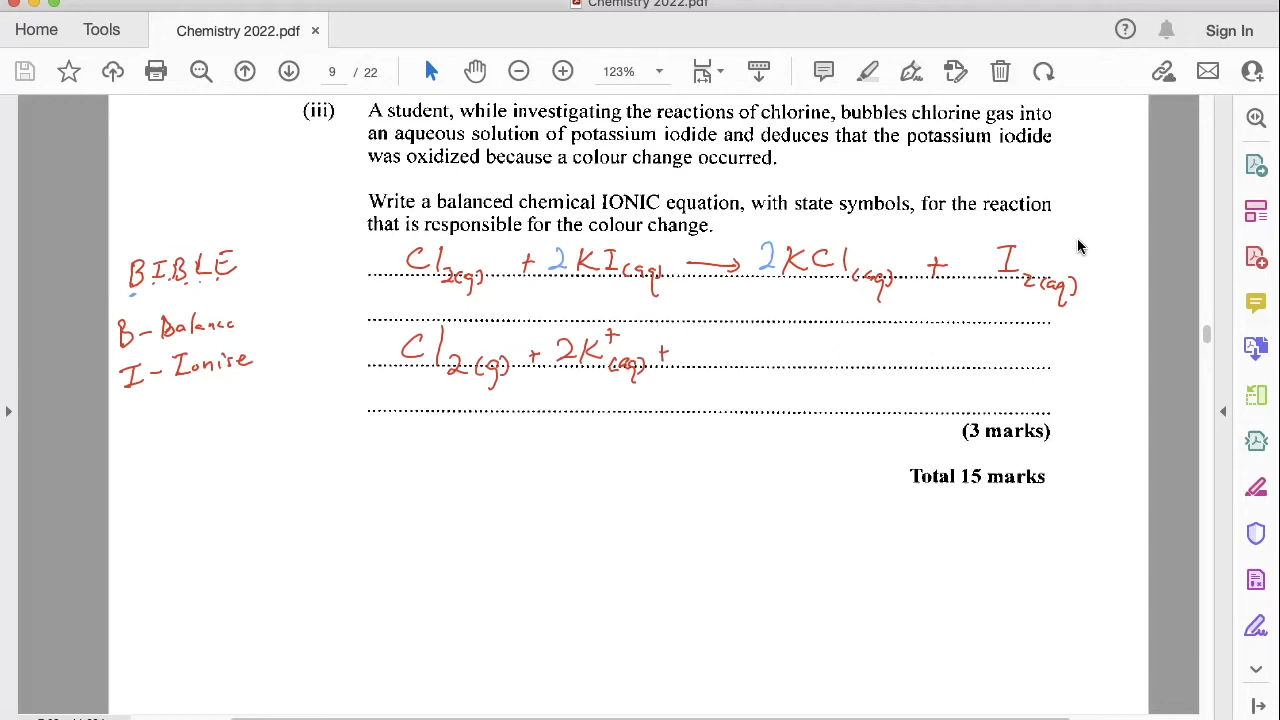 Chemistry 2022.pdf
Home Tools Chemistry 2022.pdf × Sign In
9 / 22 123%
(iii) A student, while investigating the reactions of chlorine, bubbles chlorine gas into
an aqueous solution of potassium iodide and deduces that the potassium iodide
was oxidized because a colour change occurred.
Write a balanced chemical IONIC equation, with state symbols, for the reaction
that is responsible for the colour change.
B I B L E
Cl₂(g) + 2KI(aq) → 2KCl(aq) + I₂(aq)
B - Balance
I - Ionise
Cl₂(g) + 2K⁺(aq) +
(3 marks)
Total 15 marks